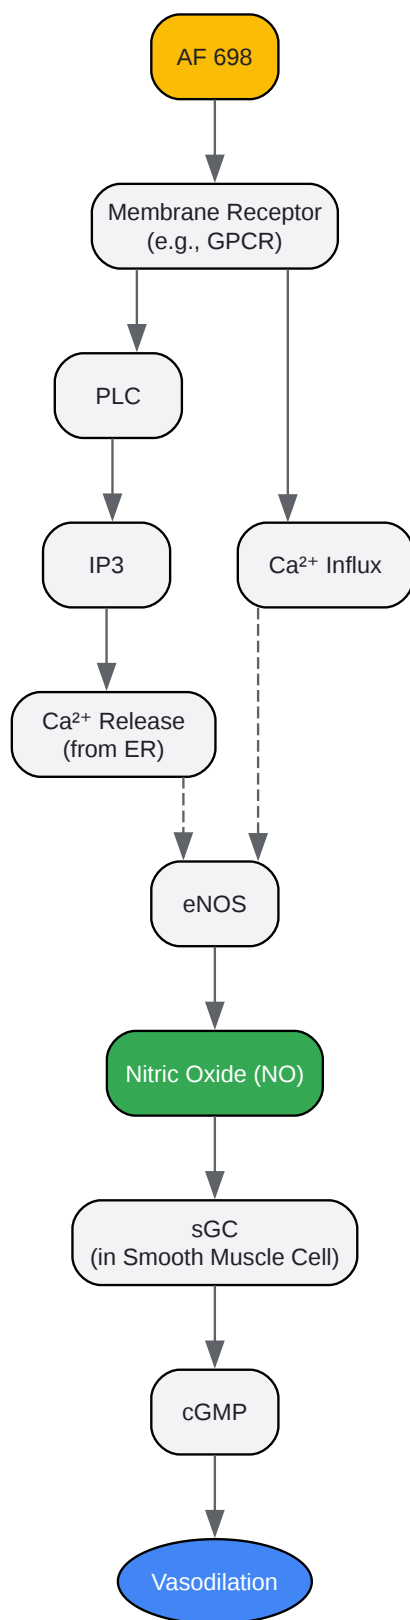 AF 698
Membrane Receptor
(e.g., GPCR)
PLC
IP3
Ca²⁺ Influx
Ca²⁺ Release
(from ER)
eNOS
Nitric Oxide (NO)
sGC
(in Smooth Muscle Cell)
cGMP
Vasodilation